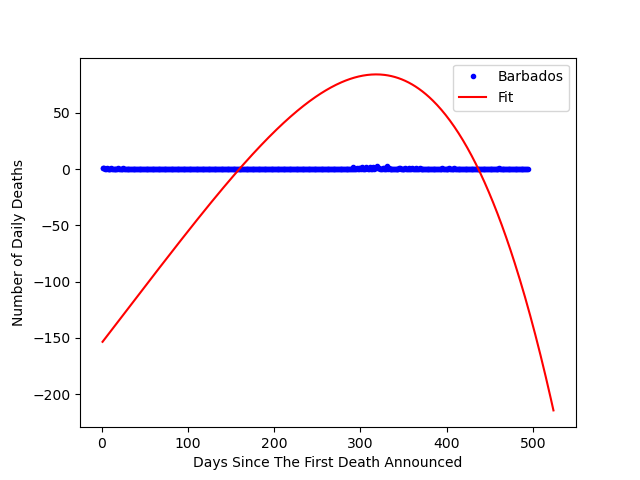 Barbados
Fit
50
0
−50
−100
−150
−200
Number of Daily Deaths
0 100 200 300 400 500
Days Since The First Death Announced